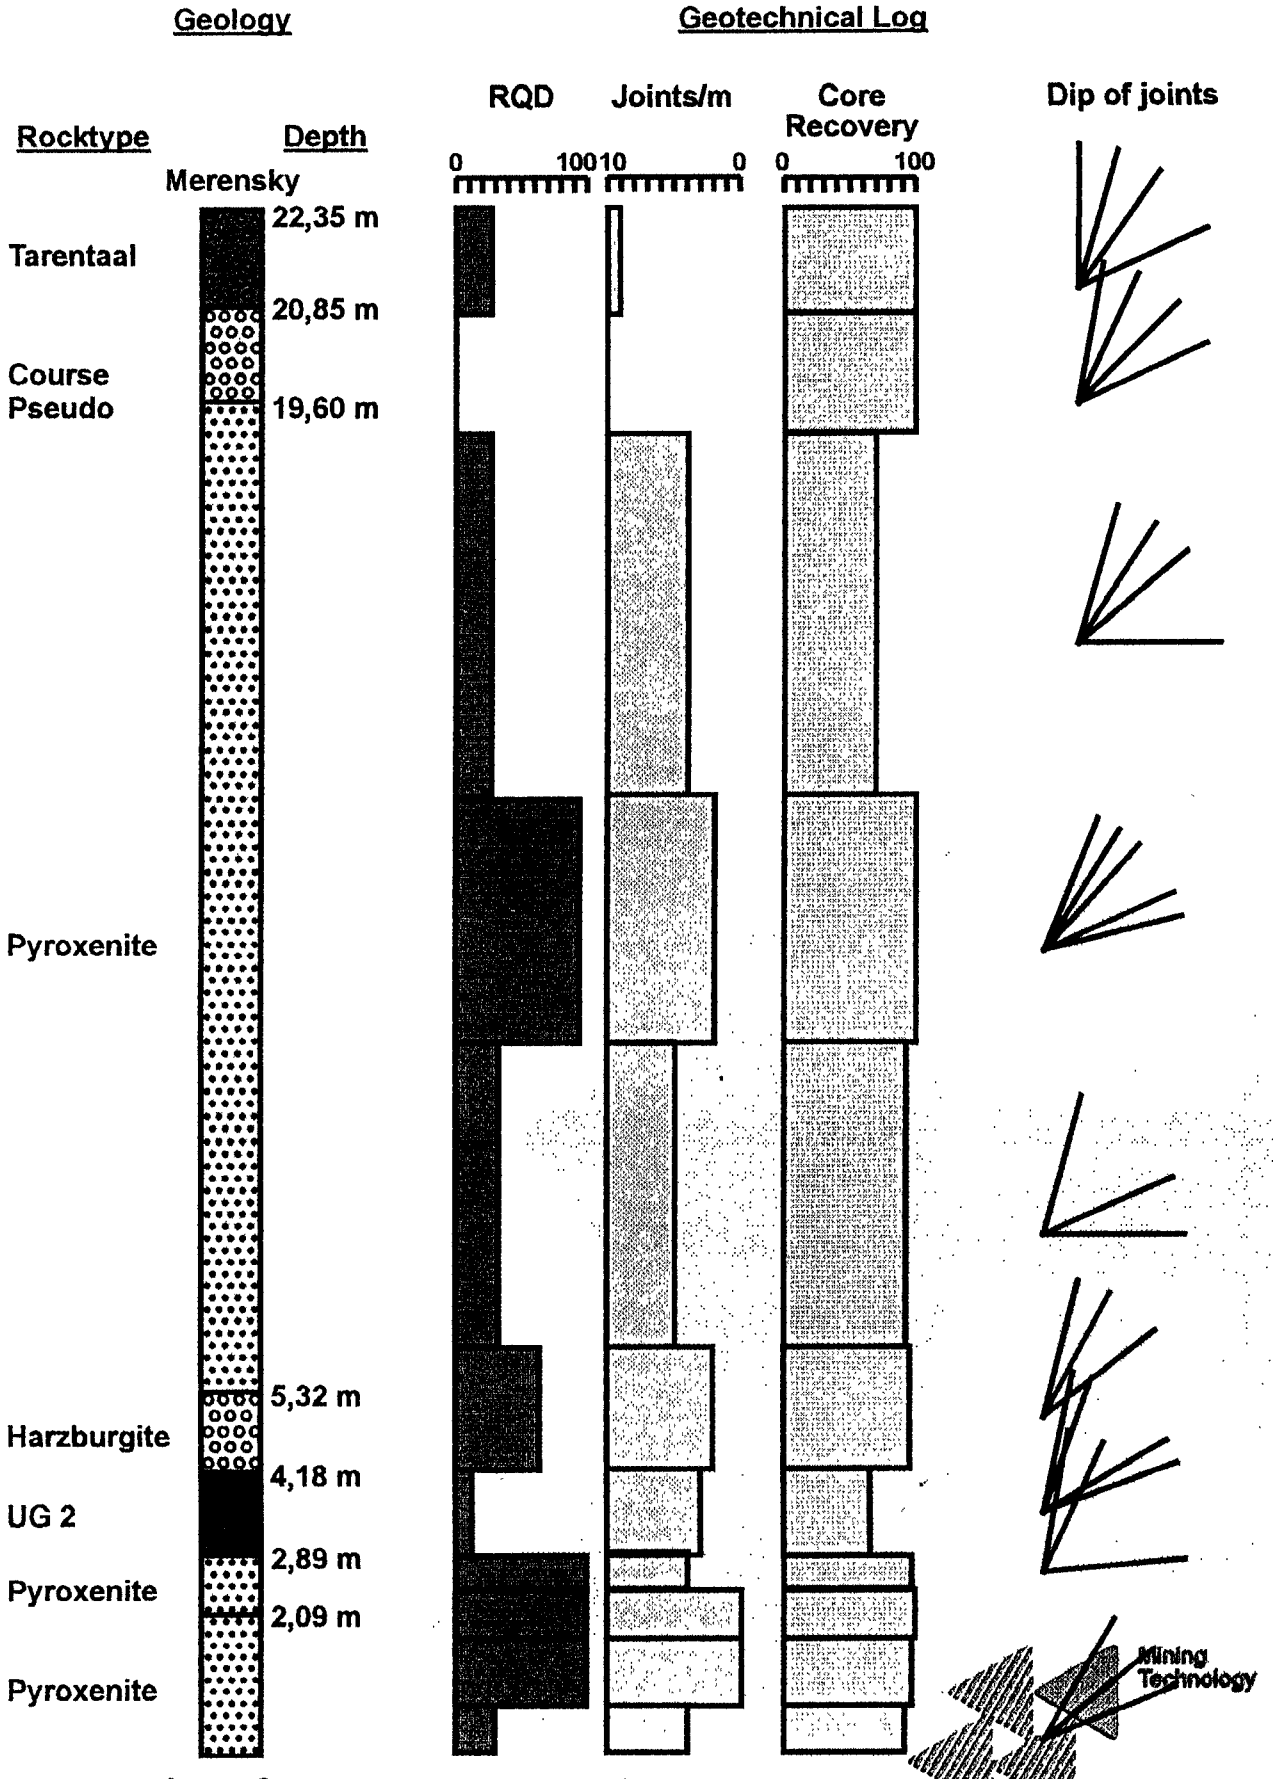 Geology
Geotechnical Log
RQD
Joints/m
Core
Recovery
Dip of joints
Rocktype
Depth
0 100
10 0
0 100
Merensky
22,35 m
Tarentaal
20,85 m
Course
Pseudo
19,60 m
Pyroxenite
5,32 m
Harzburgite
4,18 m
UG 2
2,89 m
Pyroxenite
2,09 m
Pyroxenite
Mining
Technology